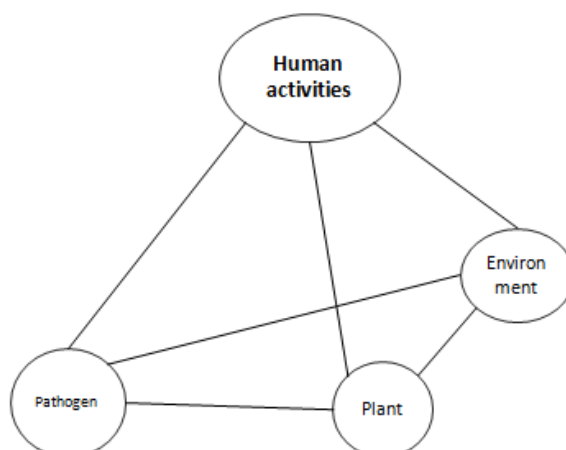 Human
activities
Environ
ment
Pathogen
Plant